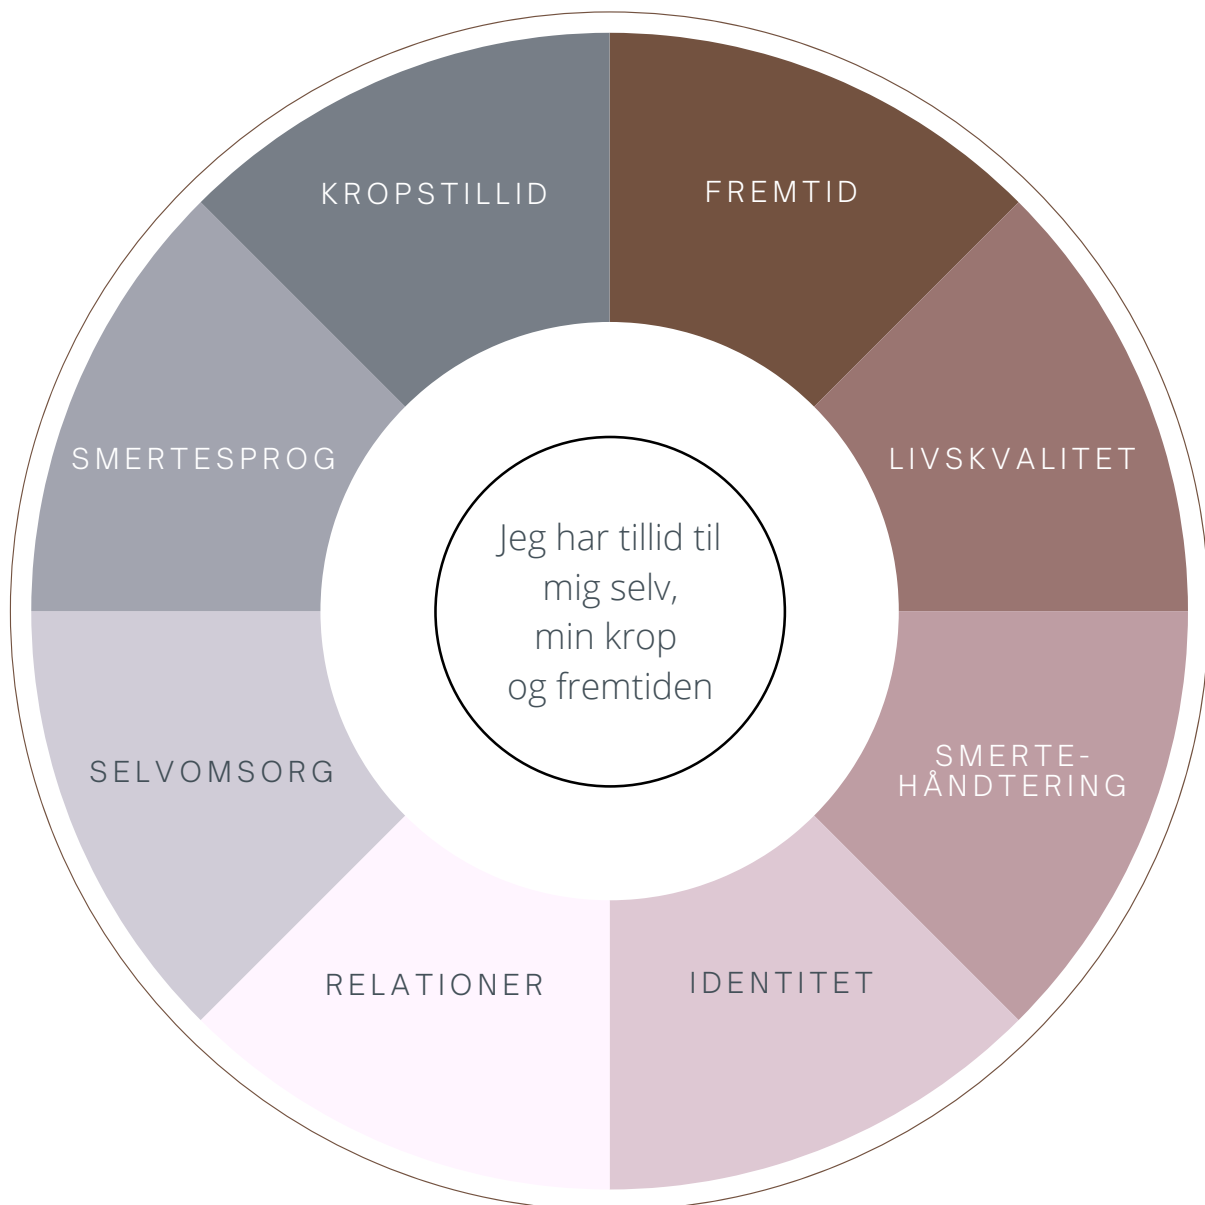 KROPSTILLID
FREMTID
SMERTESPROG
LIVSKVALITET
Jeg har tillid til
mig selv,
min krop
og fremtiden
SELVOMSORG
SMERTE-
HÅNDTERING
RELATIONER
IDENTITET